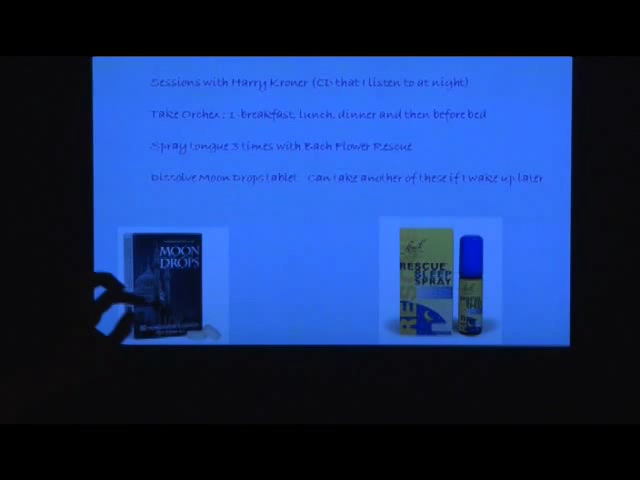 Sessions with Harry Kroner (CD that I listen to at night)
Take Orchex: 1-breakfast, lunch, dinner and then before bed
Spray tongue 3 times with Bach Flower Rescue
Dissolve Moon Drops tablet. Can take another of these if I wake up later
MOON
DROPS
RESCUE
SLEEP
SPRAY
RES